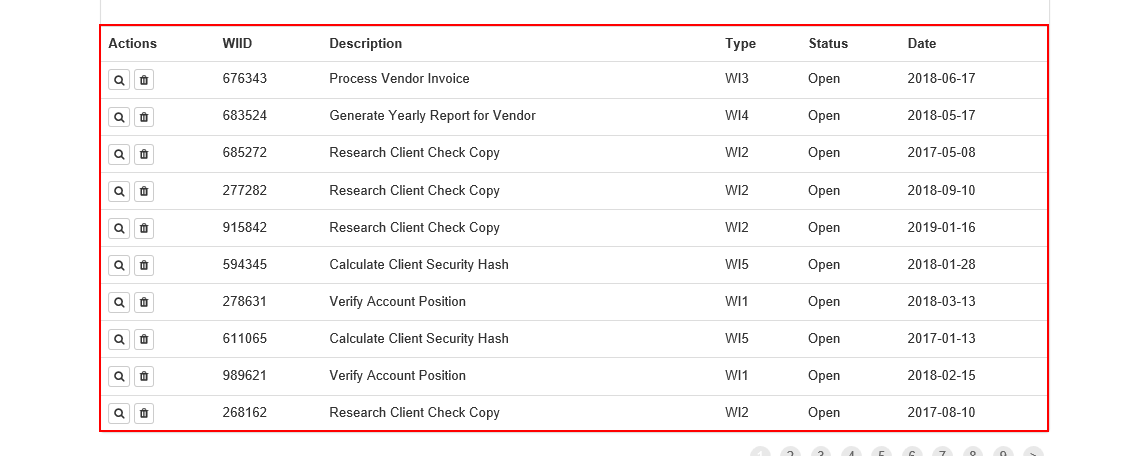 Actions WIID Description Type Status Date
676343 Process Vendor Invoice WI3 Open 2018-06-17
683524 Generate Yearly Report for Vendor WI4 Open 2018-05-17
685272 Research Client Check Copy WI2 Open 2017-05-08
277282 Research Client Check Copy WI2 Open 2018-09-10
915842 Research Client Check Copy WI2 Open 2019-01-16
594345 Calculate Client Security Hash WI5 Open 2018-01-28
278631 Verify Account Position WI1 Open 2018-03-13
611065 Calculate Client Security Hash WI5 Open 2017-01-13
989621 Verify Account Position WI1 Open 2018-02-15
268162 Research Client Check Copy WI2 Open 2017-08-10
1 2 3 4 5 6 7 8 9 >